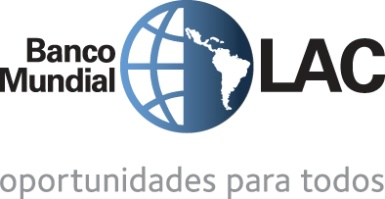 Banco
Mundial
LAC
oportunidades para todos